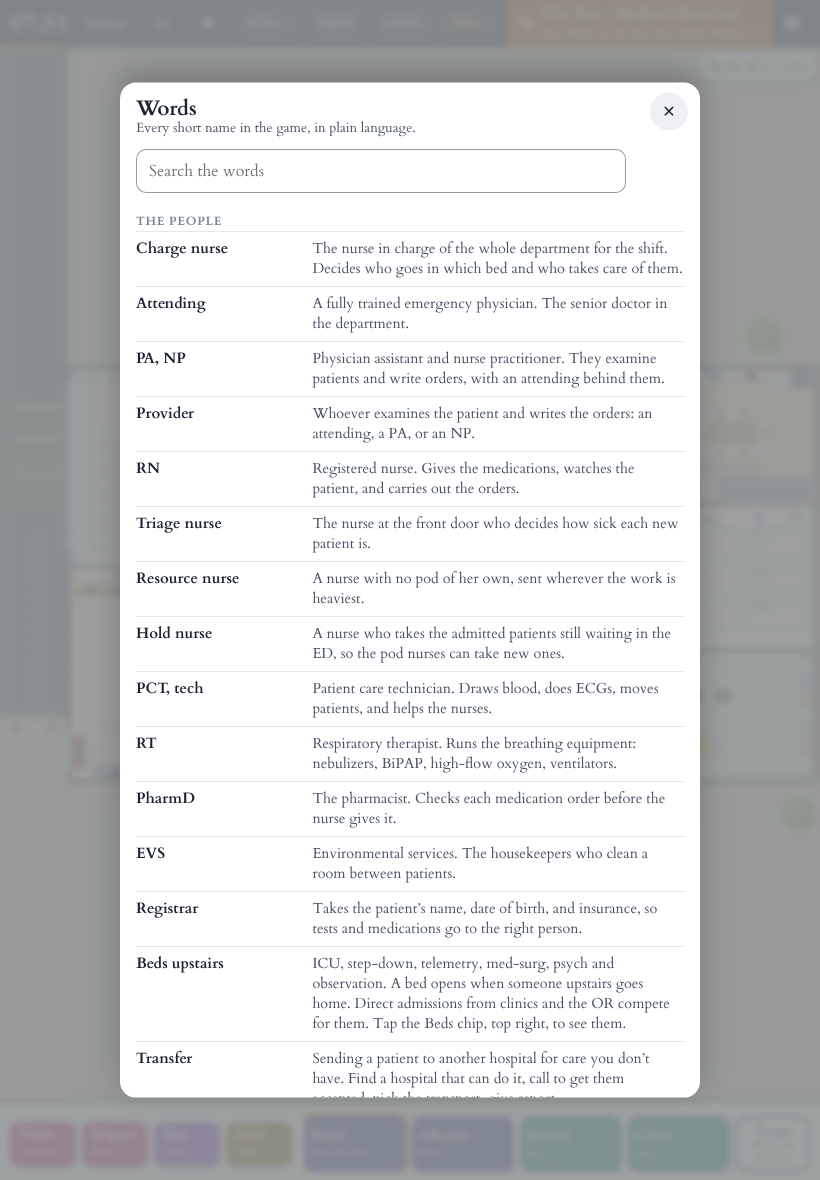 Words
Every short name in the game, in plain language.
×
Search the words
THE PEOPLE
Charge nurse
The nurse in charge of the whole department for the shift.
Decides who goes in which bed and who takes care of them.
Attending
A fully trained emergency physician. The senior doctor in
the department.
PA, NP
Physician assistant and nurse practitioner. They examine
patients and write orders, with an attending behind them.
Provider
Whoever examines the patient and writes the orders: an
attending, a PA, or an NP.
RN
Registered nurse. Gives the medications, watches the
patient, and carries out the orders.
Triage nurse
The nurse at the front door who decides how sick each new
patient is.
Resource nurse
A nurse with no pod of her own, sent wherever the work is
heaviest.
Hold nurse
A nurse who takes the admitted patients still waiting in the
ED, so the pod nurses can take new ones.
PCT, tech
Patient care technician. Draws blood, does ECGs, moves
patients, and helps the nurses.
RT
Respiratory therapist. Runs the breathing equipment:
nebulizers, BiPAP, high-flow oxygen, ventilators.
PharmD
The pharmacist. Checks each medication order before the
nurse gives it.
EVS
Environmental services. The housekeepers who clean a
room between patients.
Registrar
Takes the patient's name, date of birth, and insurance, so
tests and medications go to the right person.
Beds upstairs
ICU, step-down, telemetry, med-surg, psych and
observation. A bed opens when someone upstairs goes
home. Direct admissions from clinics and the OR compete
for them. Tap the Beds chip, top right, to see them.
Transfer
Sending a patient to another hospital for care you don't
have. Find a hospital that can do it, call to get them